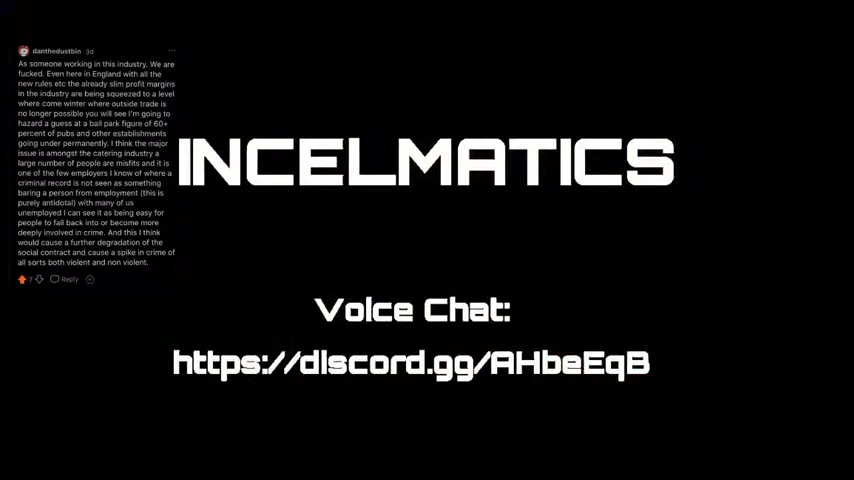 danthedustbin 3d
As someone working in this industry. We are
fucked. Even here in England with all the
new rules etc the already slim profit margins
in the industry are being squeezed to a level
where come winter where outside trade is
no longer possible you will see I'm going to
hazard a guess at a ball park figure of 60+
percent of pubs and other establishments
going under permanently. I think the major
issue is amongst the catering industry a
large number of people are misfits and it is
one of the few employers I know of where a
criminal record is not seen as something
baring a person from employment (this is
purely antidotal) with many of us
unemployed I can see it as being easy for
people to fall back into or become more
deeply involved in crime. And this I think
would cause a further degradation of the
social contract and cause a spike in crime of
all sorts both violent and non violent.
7 Reply
INCELMATICS
Voice Chat:
https://discord.gg/AHbeEqB